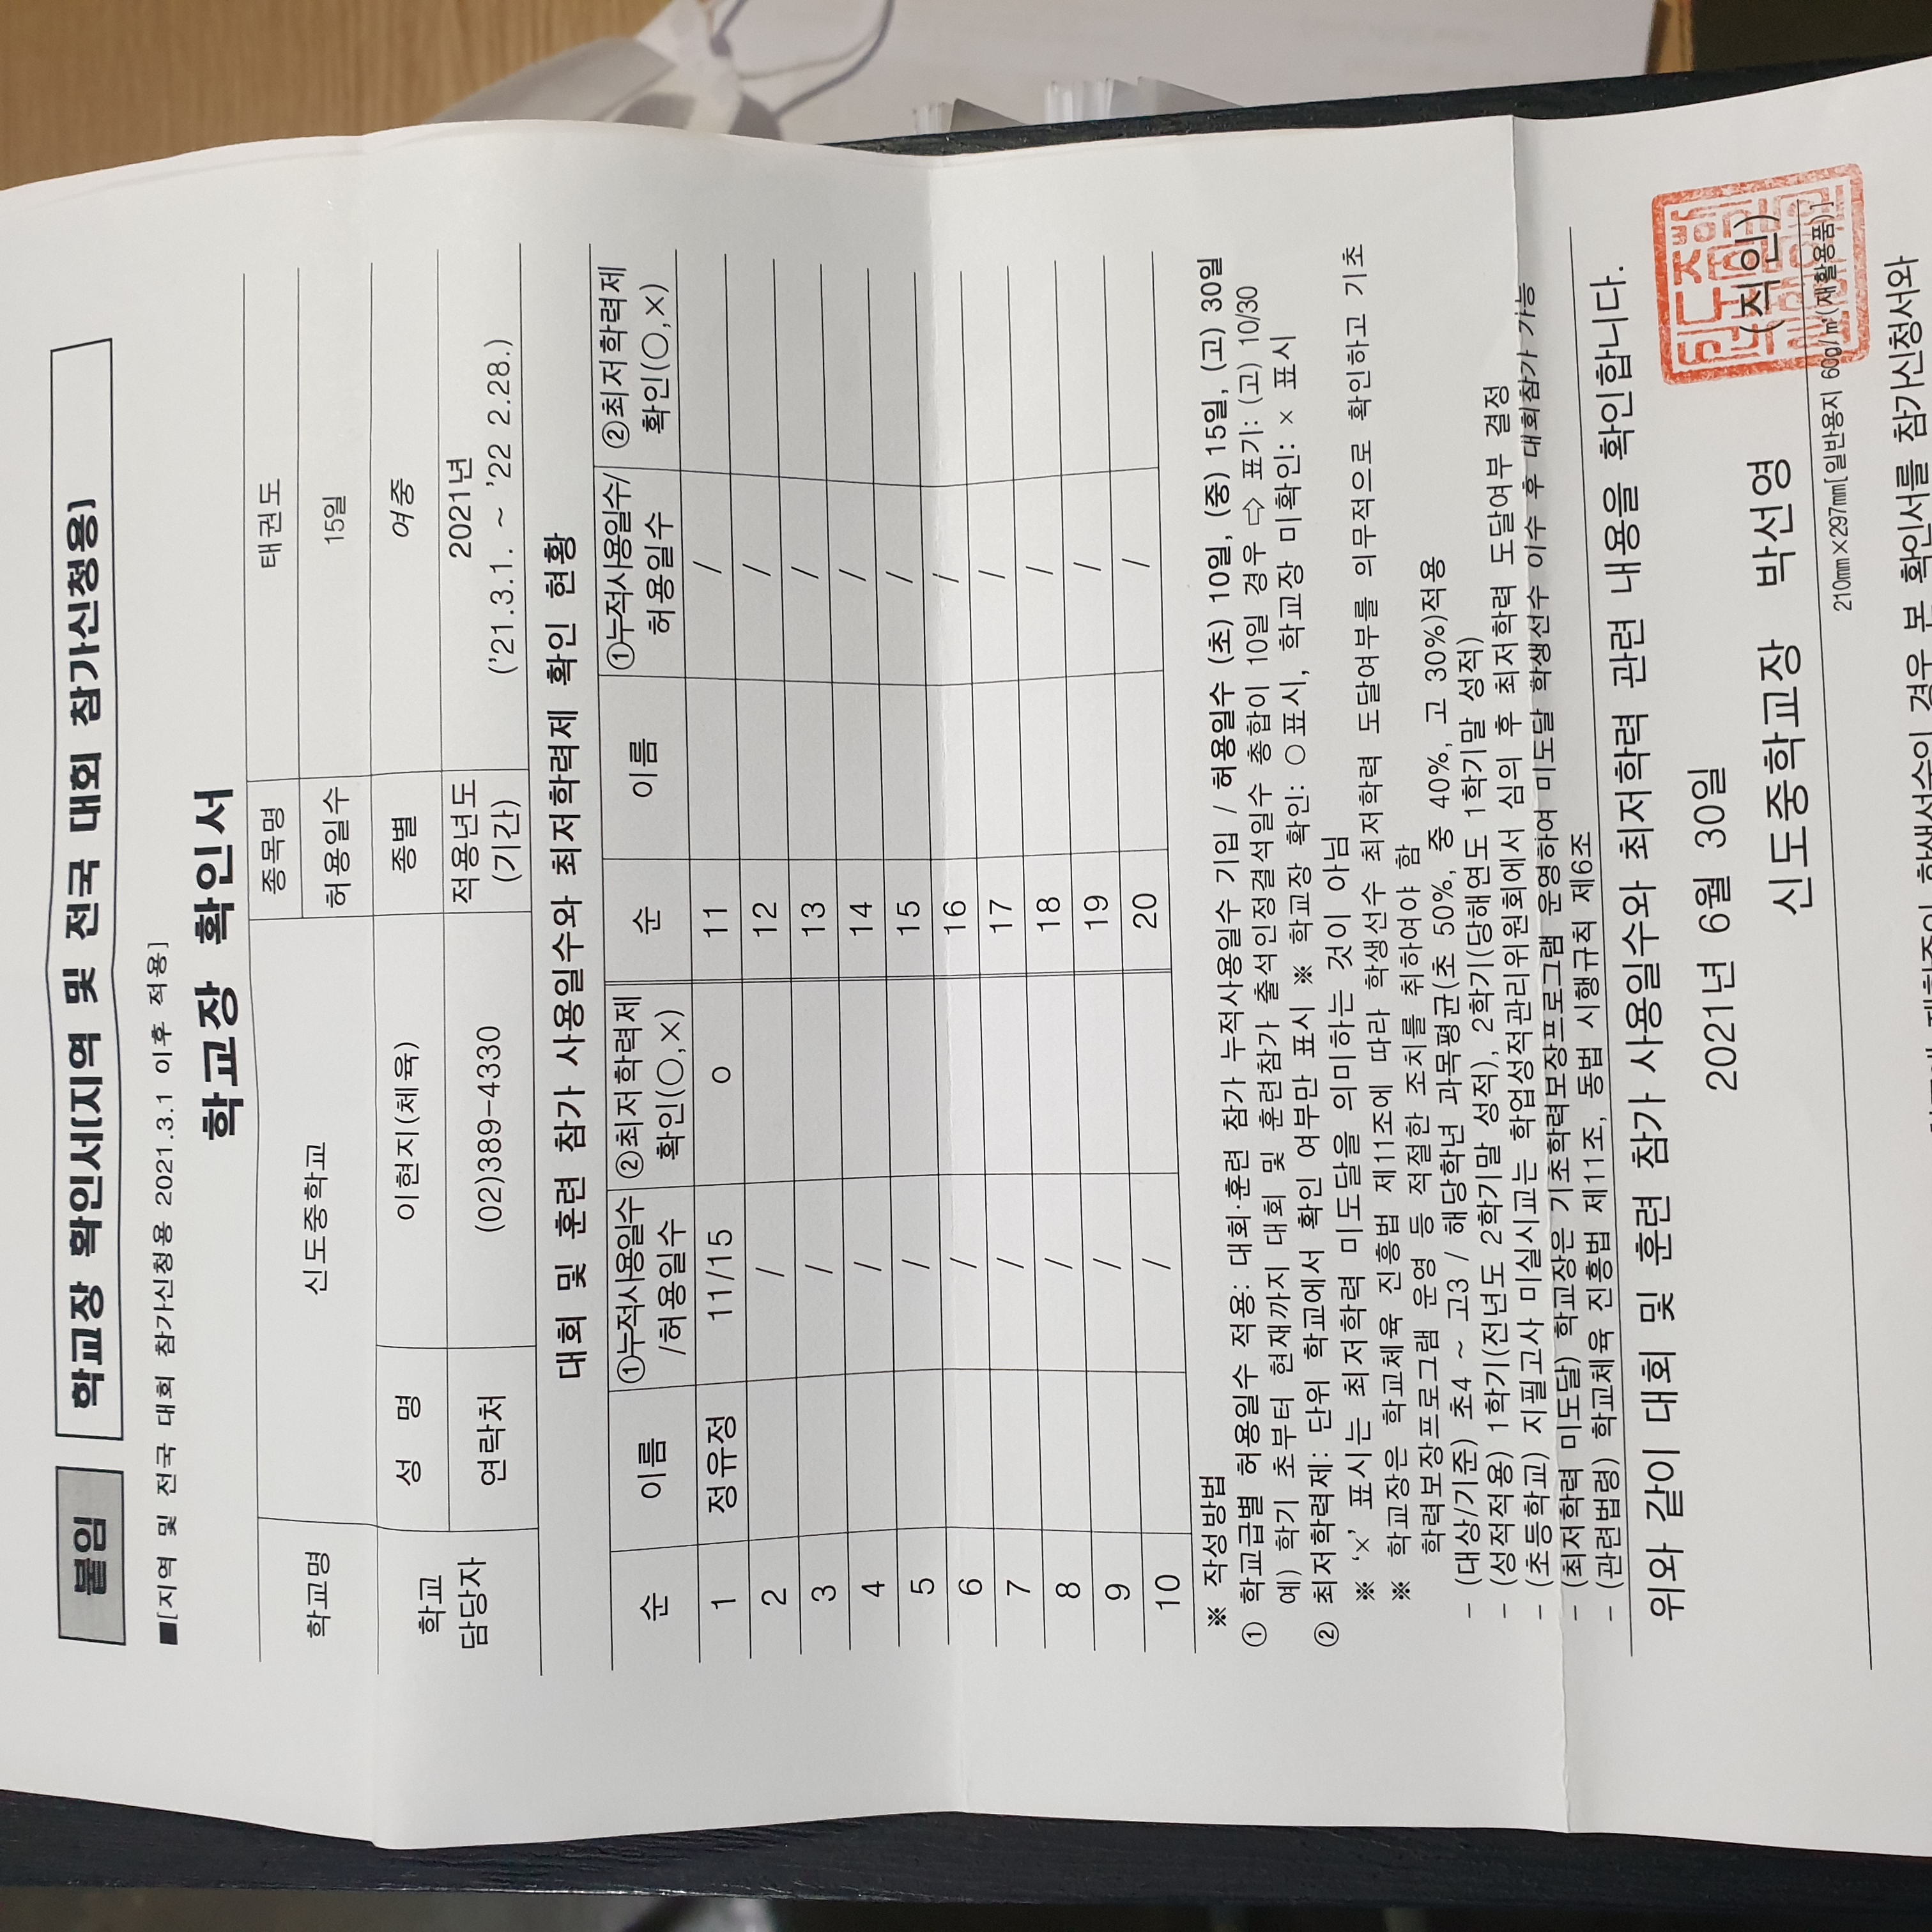 붙임
학교장 확인서(지역 및 전국 대회 참가신청용)
■[지역 및 전국 대회 참가신청용 2021.3.1 이후 적용]
학교장 확인서
학교명 신도중학교 종목명 태권도
허용일수 15일
학교 담당자 성 명 이현지(체육) 종별 여중
연락처 (02)389-4330 적용년도 (기간) 2021년 ('21.3.1. ~ '22 2.28.)
대회 및 훈련 참가 사용일수와 최저학력제 확인 현황
순 이름 ①누적사용일수 /허용일수 ②최저학력제 확인(○,×) 순 이름 ①누적사용일수/ 허용일수 ②최저학력제 확인(○,×)
1 정유정 11/15 o 11 /
2 / 12 /
3 / 13 /
4 / 14 /
5 / 15 /
6 / 16 /
7 / 17 /
8 / 18 /
9 / 19 /
10 / 20 /
※ 작성방법
① 학교급별 허용일수 적용: 대회·훈련 참가 누적사용일수 기입 / 허용일수 (초) 10일, (중) 15일, (고) 30일
예) 학기 초부터 현재까지 대회 및 훈련참가 출석인정결석일수 총합이 10일 경우 ⇨ 표기: (고) 10/30
② 최저학력제: 단위 학교에서 확인 여부만 표시 ※ 학교장 확인: ○표시, 학교장 미확인: × 표시
※ '×' 표시는 최저학력 미도달을 의미하는 것이 아님
※ 학교장은 학교체육 진흥법 제11조에 따라 학생선수 최저학력 도달여부를 의무적으로 확인하고 기초
학력보장프로그램 운영 등 적절한 조치를 취하여야 함
- (대상/기준) 초4 ~ 고3 / 해당학년 과목평균(초 50%, 중 40%, 고 30%)적용
- (성적적용) 1학기(전년도 2학기말 성적), 2학기(당해연도 1학기말 성적)
- (초등학교) 지필고사 미실시교는 학업성적관리위원회에서 심의 후 최저학력 도달여부 결정
- (최저학력 미도달) 학교장은 기초학력보장프로그램 운영하여 미도달 학생선수 이수 후 대회참가 가능
- (관련법령) 학교체육 진흥법 제11조, 동법 시행규칙 제6조
위와 같이 대회 및 훈련 참가 사용일수와 최저학력 관련 내용을 확인합니다.
2021년 6월 30일
신도중학교장 박선영 (직인)
210mm×297mm[일반용지 60g/㎡(재활용품)]
학생선수의 경우 본 확인서를 참가신청서와